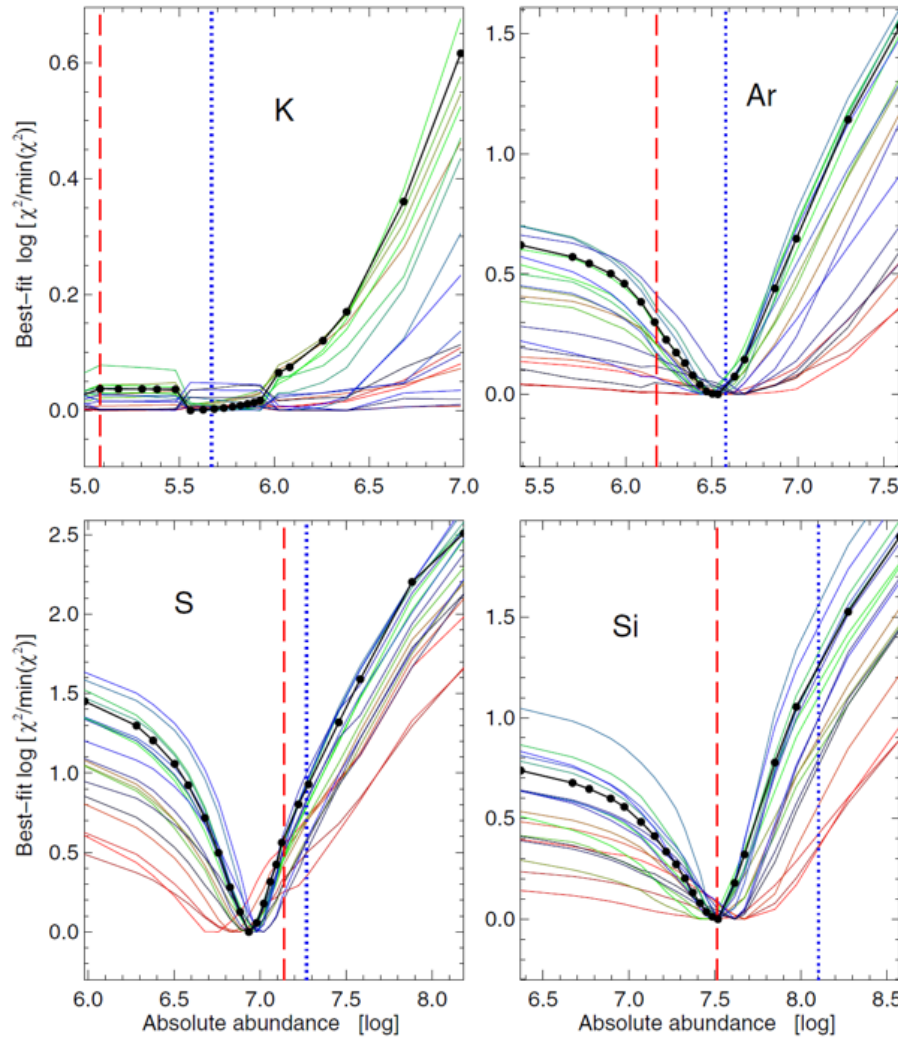 K
Best-fit log [χ²/min(χ²)]
0.6
0.4
0.2
0.0
5.0 5.5 6.0 6.5 7.0
Ar
1.5
1.0
0.5
0.0
5.5 6.0 6.5 7.0 7.5
S
Best-fit log [χ²/min(χ²)]
2.5
2.0
1.5
1.0
0.5
0.0
6.0 6.5 7.0 7.5 8.0
Absolute abundance [log]
Si
1.5
1.0
0.5
0.0
6.5 7.0 7.5 8.0 8.5
Absolute abundance [log]